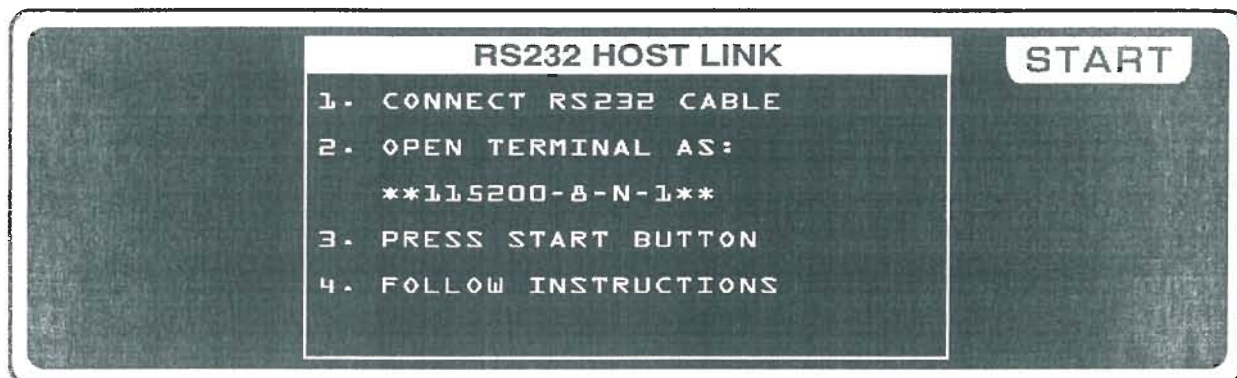 RS232 HOST LINK
START
1. CONNECT RS232 CABLE
2. OPEN TERMINAL AS:
**115200-8-N-1**
3. PRESS START BUTTON
4. FOLLOW INSTRUCTIONS